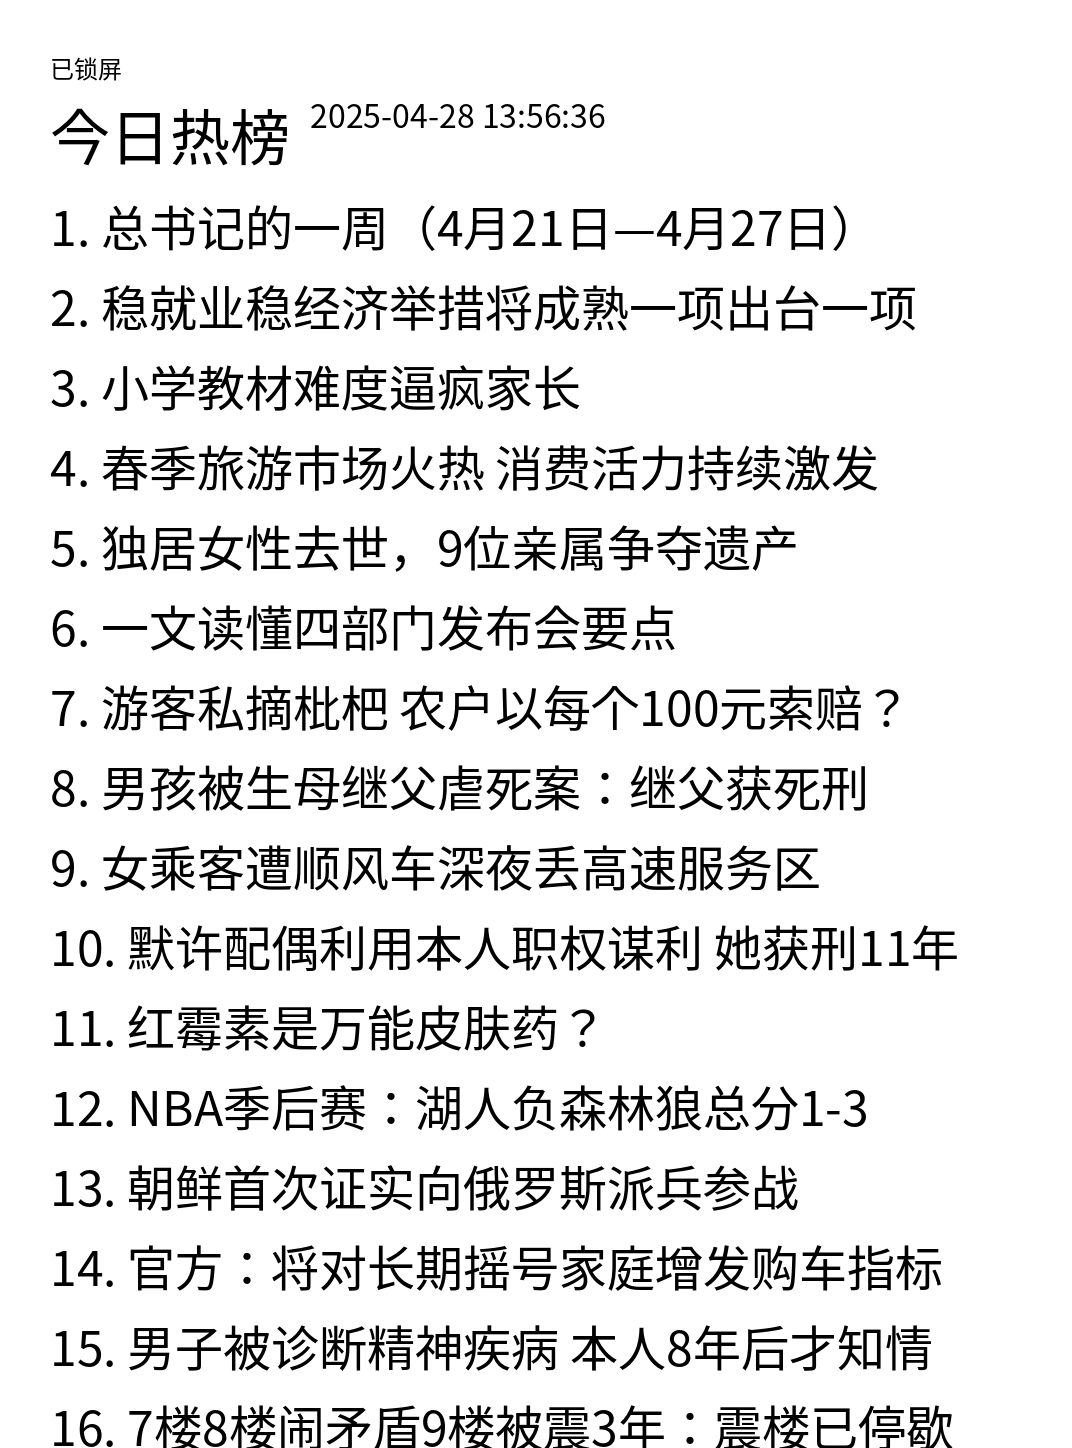 已锁屏
今日热榜 2025-04-28 13:56:36
1. 总书记的一周（4月21日—4月27日）
2. 稳就业稳经济举措将成熟一项出台一项
3. 小学教材难度逼疯家长
4. 春季旅游市场火热 消费活力持续激发
5. 独居女性去世，9位亲属争夺遗产
6. 一文读懂四部门发布会要点
7. 游客私摘枇杷 农户以每个100元索赔？
8. 男孩被生母继父虐死案：继父获死刑
9. 女乘客遭顺风车深夜丢高速服务区
10. 默许配偶利用本人职权谋利 她获刑11年
11. 红霉素是万能皮肤药？
12. NBA季后赛：湖人负森林狼总分1-3
13. 朝鲜首次证实向俄罗斯派兵参战
14. 官方：将对长期摇号家庭增发购车指标
15. 男子被诊断精神疾病 本人8年后才知情
16. 7楼8楼闹矛盾9楼被震3年：震楼已停歇